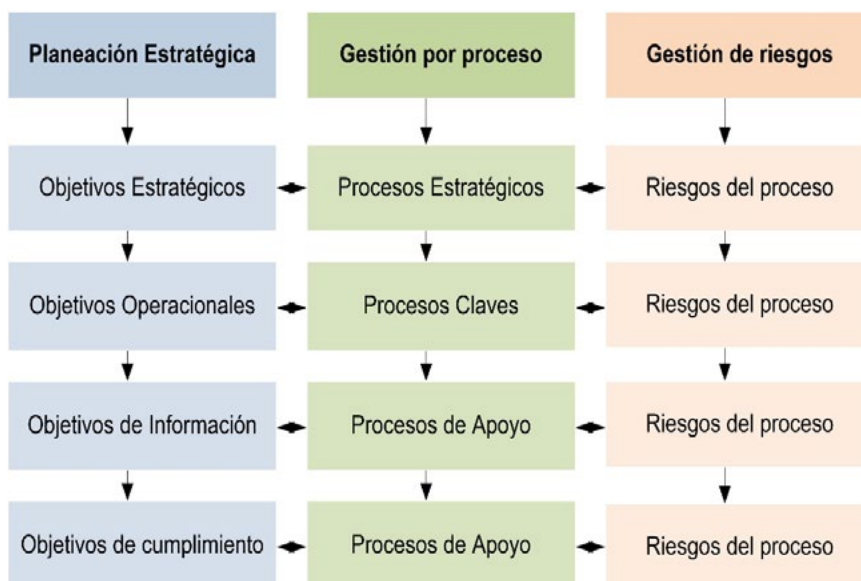 Planeación Estratégica
Gestión por proceso
Gestión de riesgos
Objetivos Estratégicos
Procesos Estratégicos
Riesgos del proceso
Objetivos Operacionales
Procesos Claves
Riesgos del proceso
Objetivos de Información
Procesos de Apoyo
Riesgos del proceso
Objetivos de cumplimiento
Procesos de Apoyo
Riesgos del proceso